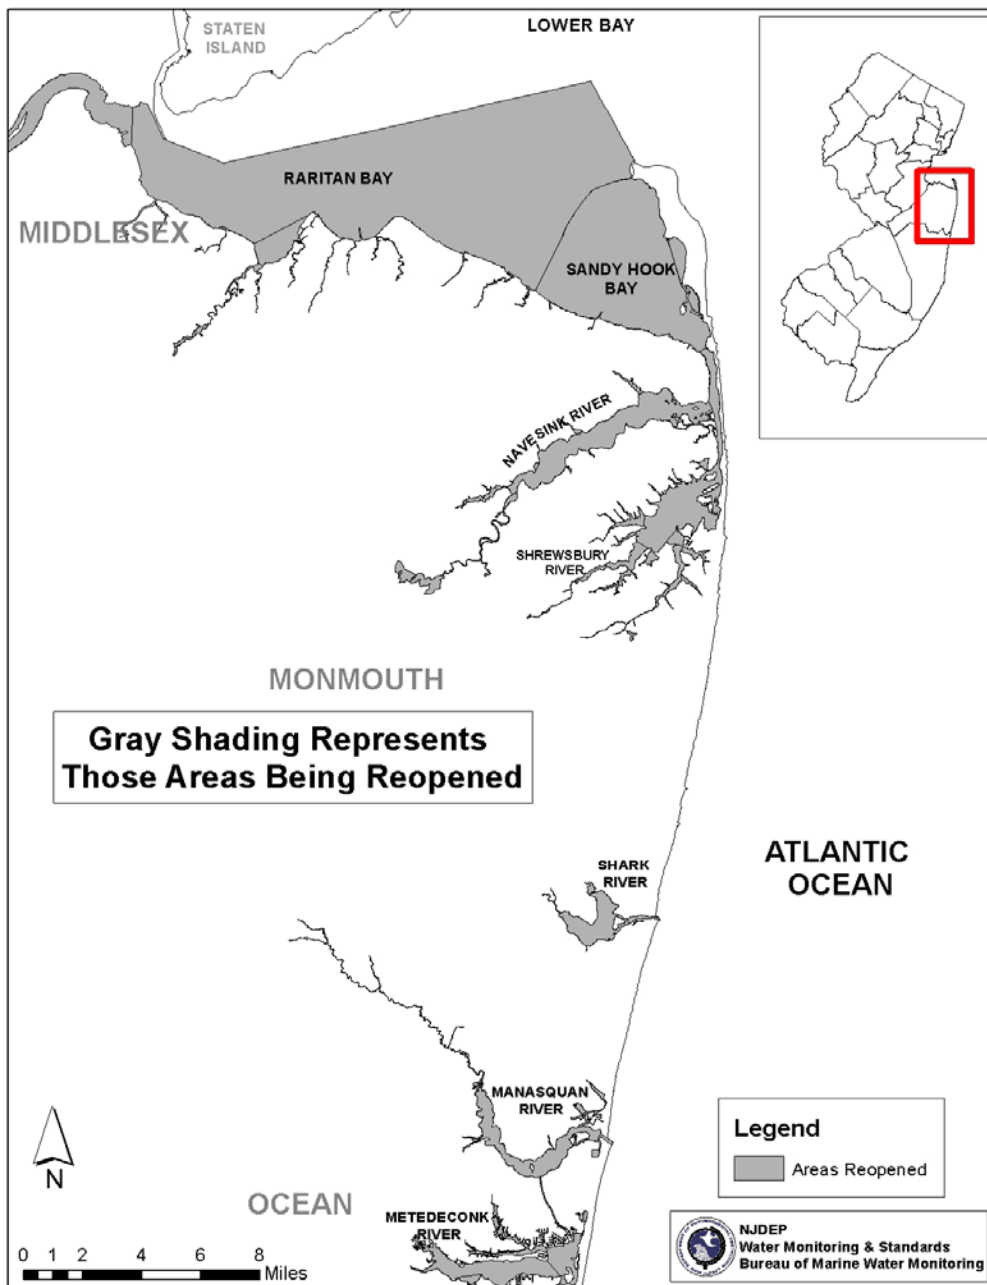 STATEN
ISLAND
LOWER BAY
RARITAN BAY
MIDDLESEX
SANDY HOOK
BAY
NAVESINK RIVER
SHREWSBURY
RIVER
MONMOUTH
Gray Shading Represents
Those Areas Being Reopened
SHARK
RIVER
ATLANTIC
OCEAN
MANASQUAN
RIVER
N
OCEAN
METEDECONK
RIVER
0 1 2 4 6 8
Miles
Legend
Areas Reopened
NJDEP
Water Monitoring & Standards
Bureau of Marine Water Monitoring